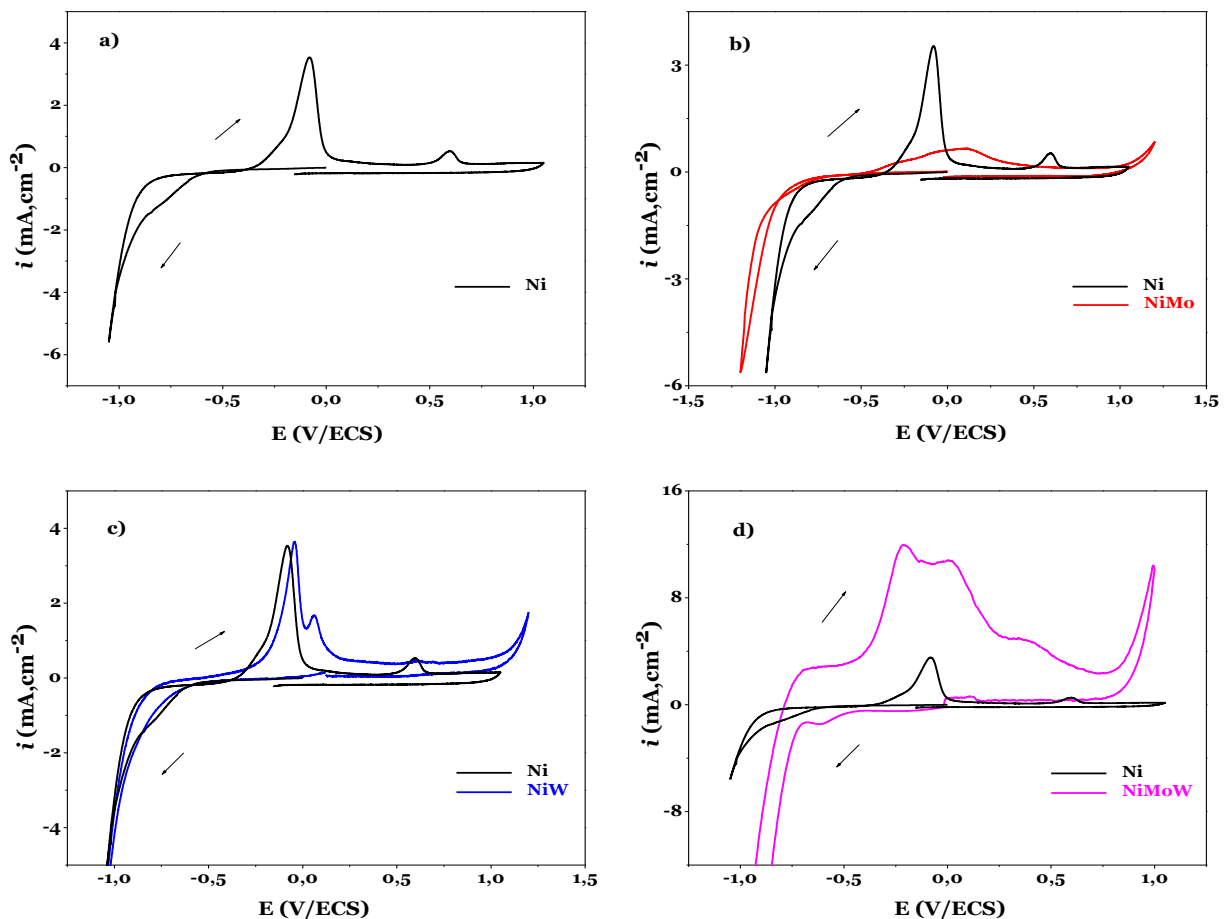 a)
4
2
0
-2
-4
-6
i (mA,cm-2)
-1,0
-0,5
0,0
0,5
1,0
E (V/ECS)
Ni
b)
3
0
-3
-6
i (mA,cm-2)
-1,5
-1,0
-0,5
0,0
0,5
1,0
1,5
E (V/ECS)
Ni
NiMo
c)
4
2
0
-2
-4
i (mA,cm-2)
-1,0
-0,5
0,0
0,5
1,0
1,5
E (V/ECS)
Ni
NiW
d)
16
8
0
-8
i (mA,cm-2)
-1,0
-0,5
0,0
0,5
1,0
E (V/ECS)
Ni
NiMoW